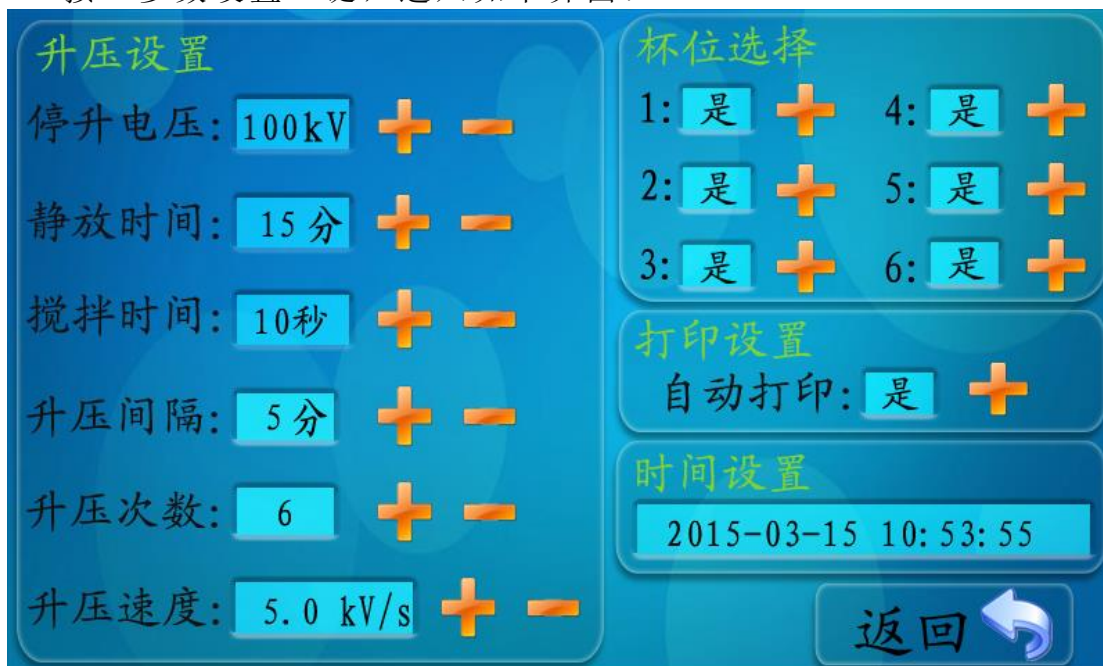 升压设置
停升电压: 100kV
静放时间: 15分
搅拌时间: 10秒
升压间隔: 5分
升压次数: 6
升压速度: 5.0 kV/s
杯位选择
1: 是 4: 是
2: 是 5: 是
3: 是 6: 是
打印设置
自动打印: 是
时间设置
2015-03-15 10:53:55
返回